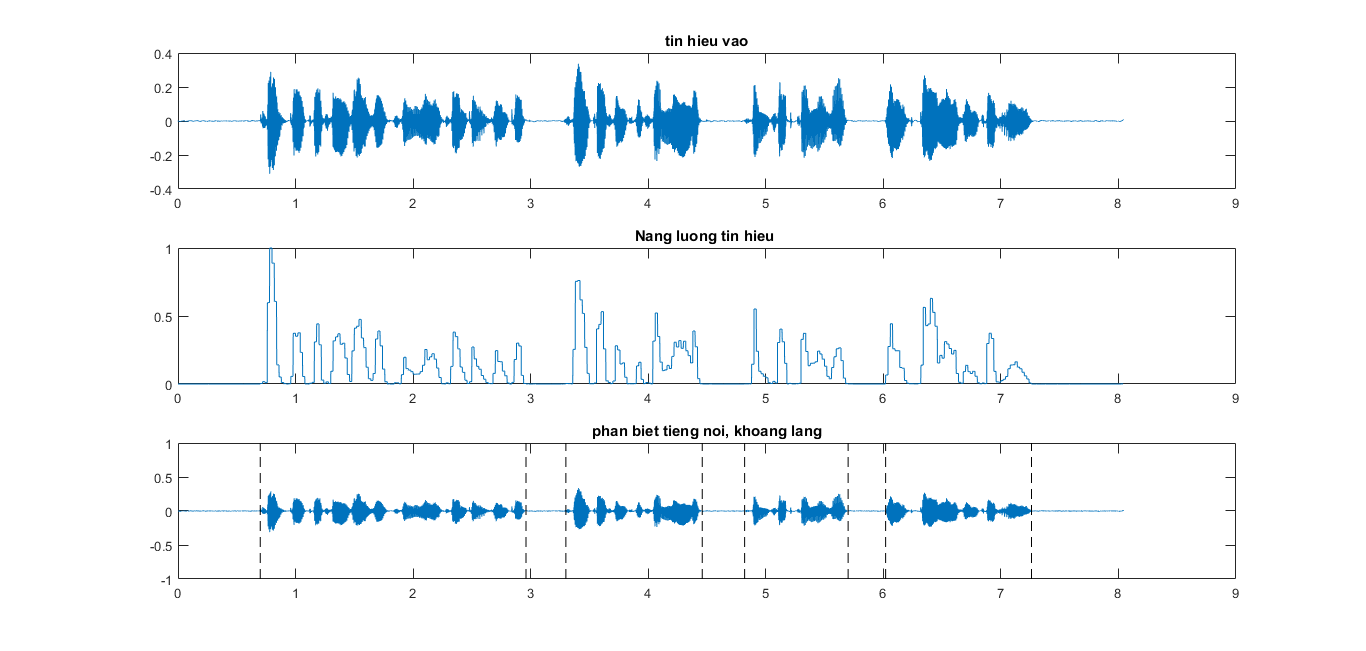 tin hieu vao
0.4
0.2
0
-0.2
-0.4
0 1 2 3 4 5 6 7 8 9
Nang luong tin hieu
1
0.5
0
0 1 2 3 4 5 6 7 8 9
phan biet tieng noi, khoang lang
1
0.5
0
-0.5
-1
0 1 2 3 4 5 6 7 8 9